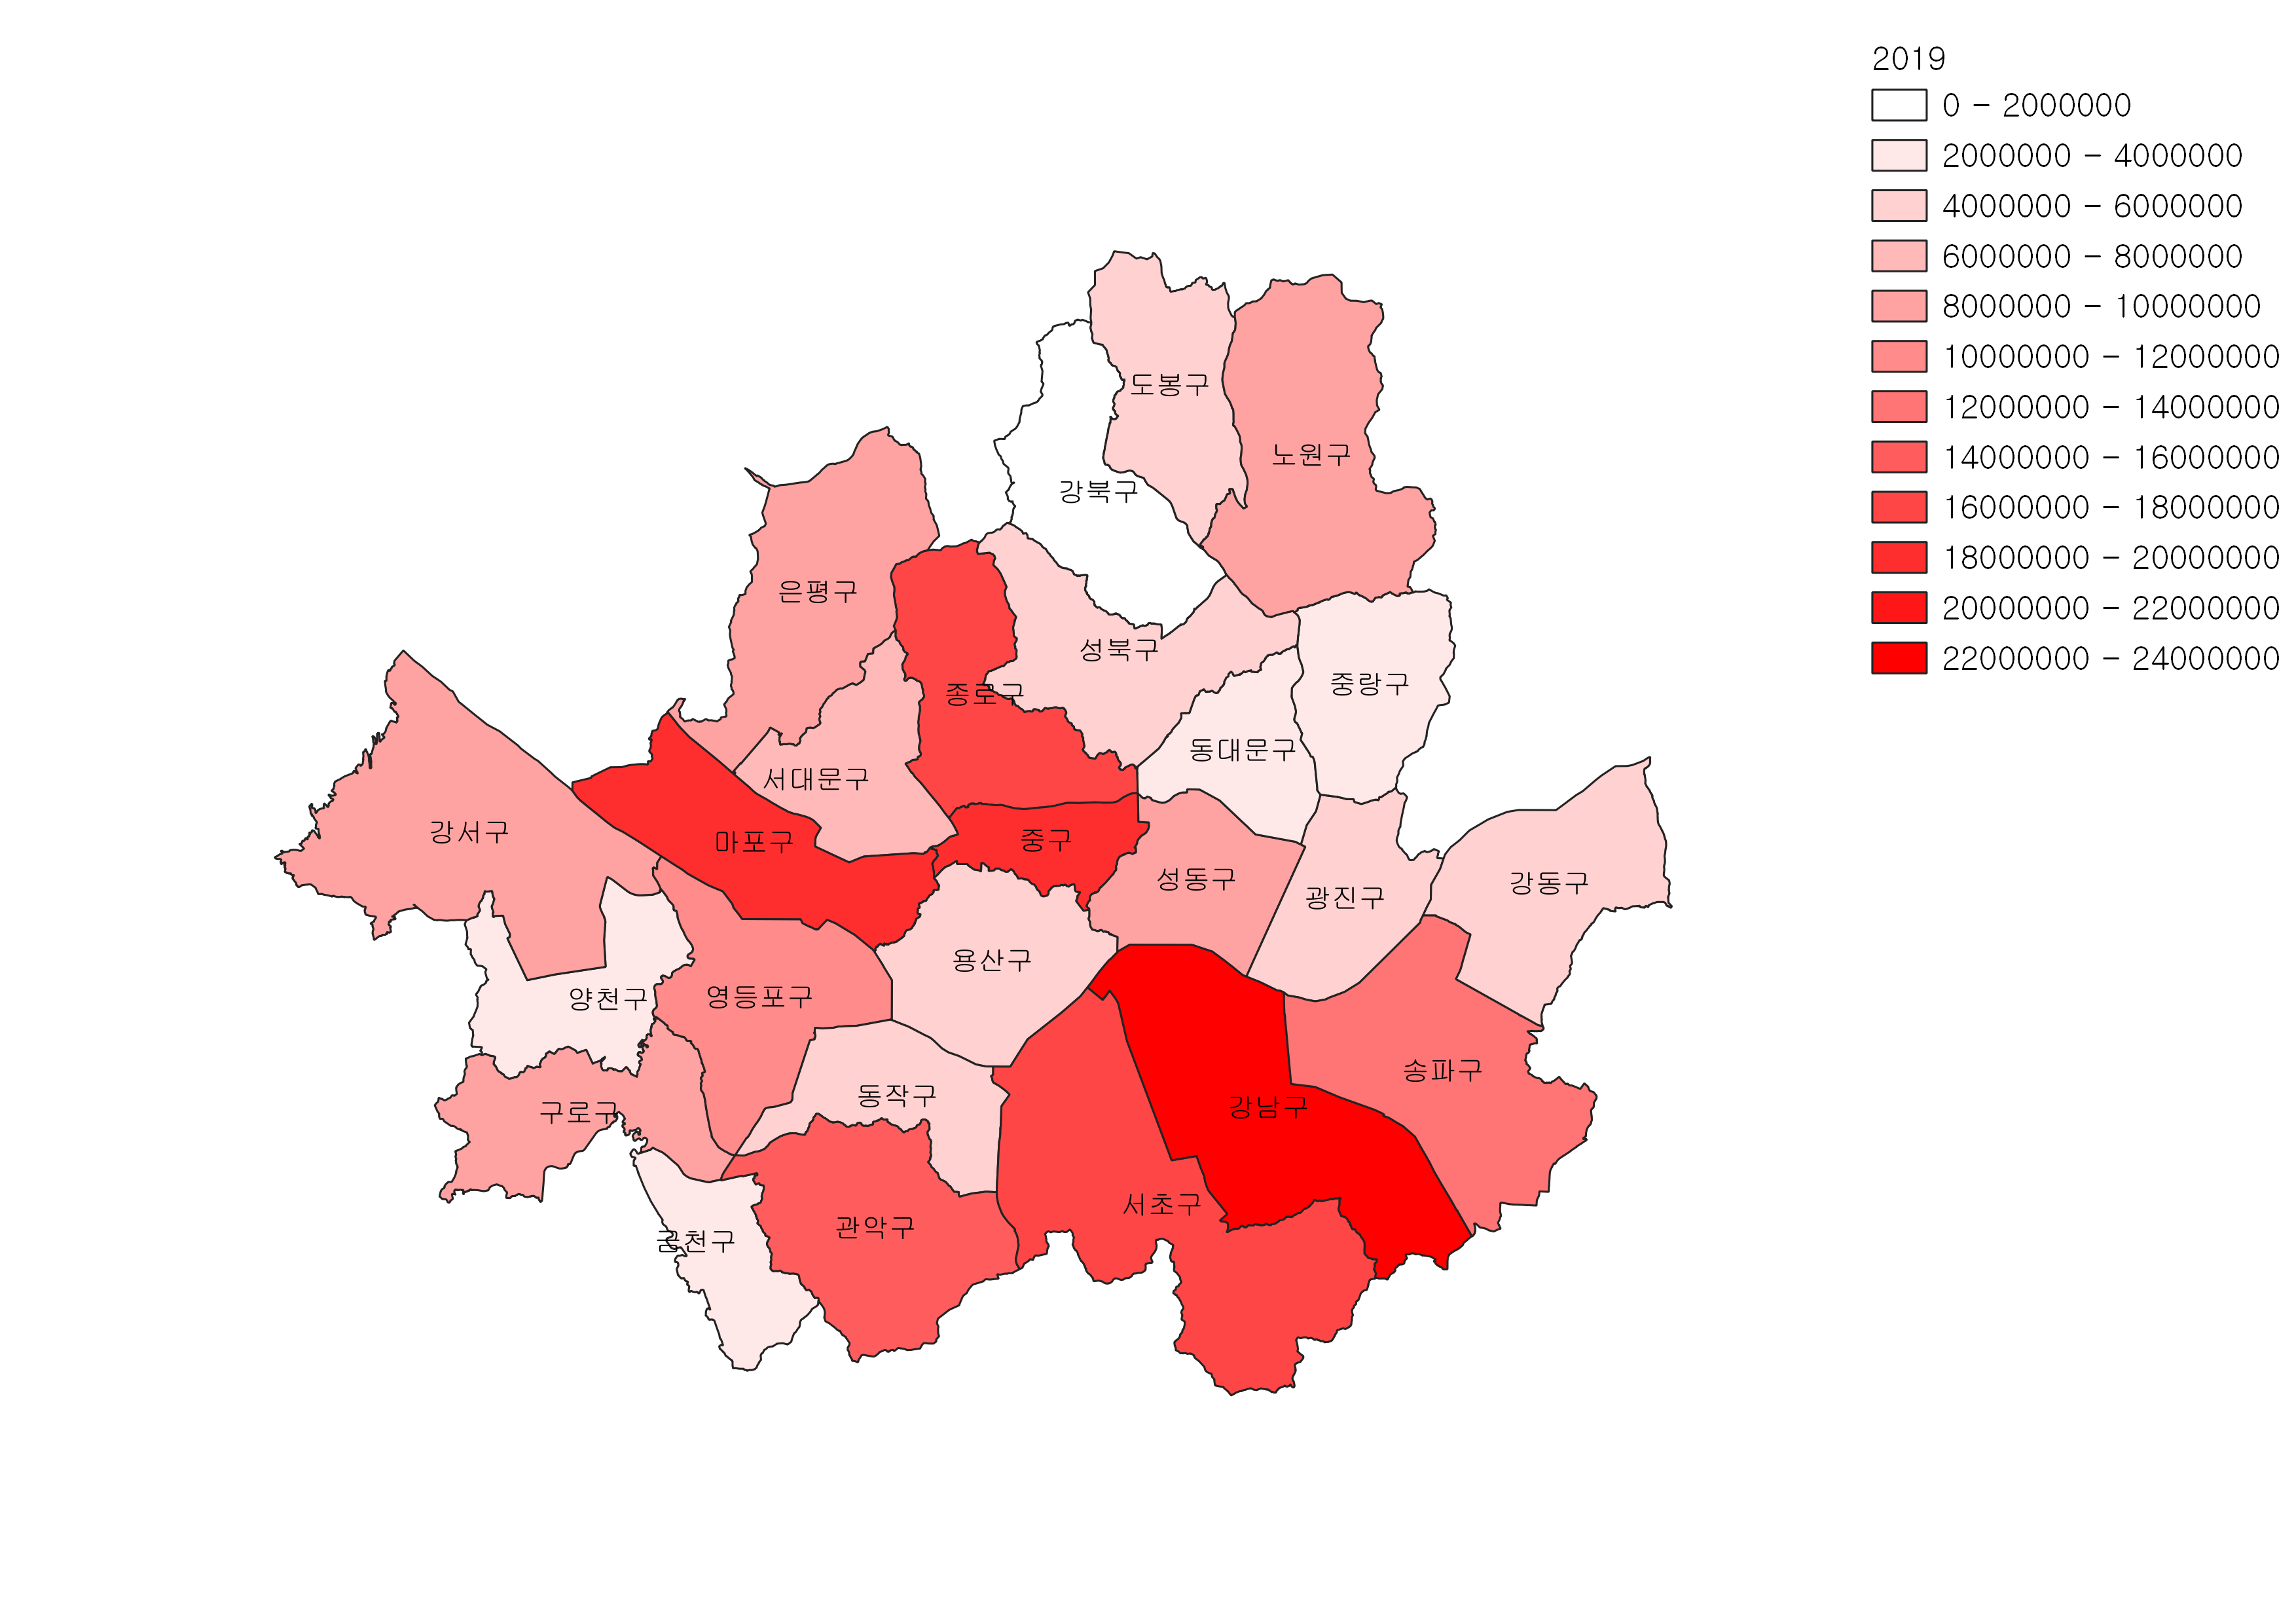 2019
0 - 2000000
2000000 - 4000000
4000000 - 6000000
6000000 - 8000000
8000000 - 10000000
10000000 - 12000000
12000000 - 14000000
14000000 - 16000000
16000000 - 18000000
18000000 - 20000000
20000000 - 22000000
22000000 - 24000000
도봉구
노원구
강북구
은평구
성북구
중랑구
종로구
동대문구
서대문구
강서구
마포구
중구
성동구
강동구
광진구
용산구
양천구
영등포구
송파구
동작구
강남구
구로구
서초구
관악구
금천구